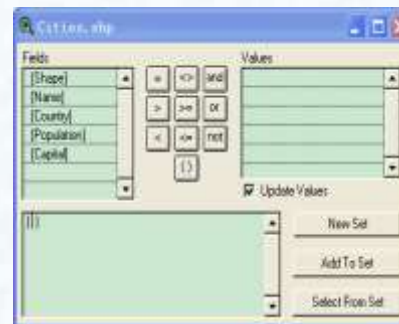 Cities.shp
Fields
Values
[Shape]
[Name]
[Country]
[Population]
[Capital]
= <> and
> >= or
< <= not
( )
Update Values
New Set
Add To Set
Select From Set